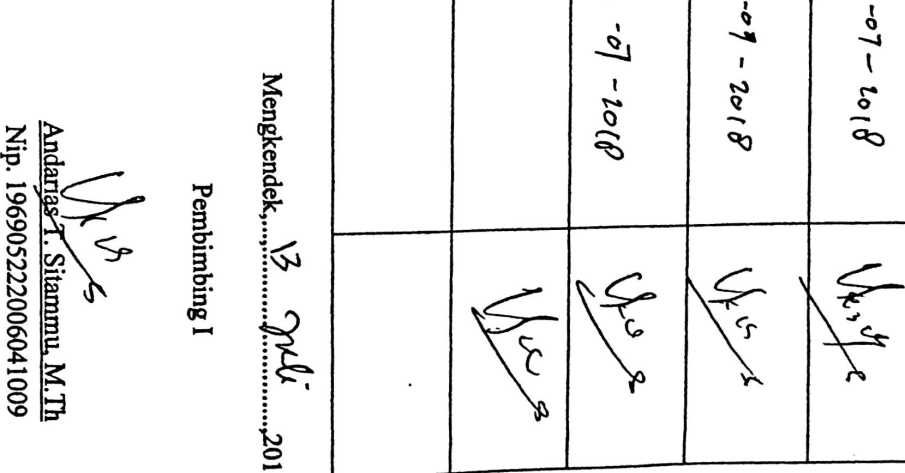 -07-2018
-07-2018
-07-2018
Mengkendek,....13....Juli............,201
Pembimbing I
Andarias T. Sitammu, M.Th
Nip. 196905222006041009